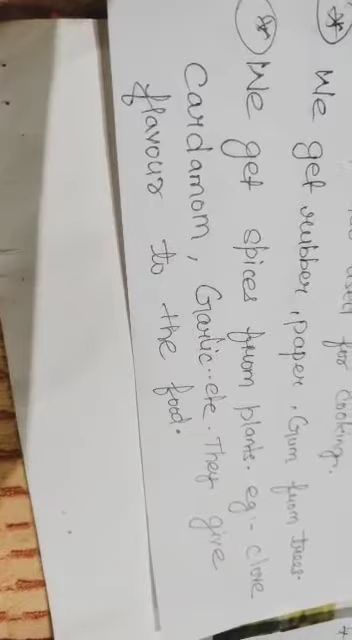 used for cooking.
* We get rubber, paper, Gum from trees.
* We get spices from plants. eg:- clove
Cardamom, Garlic...etc. They give
flavour to the food.